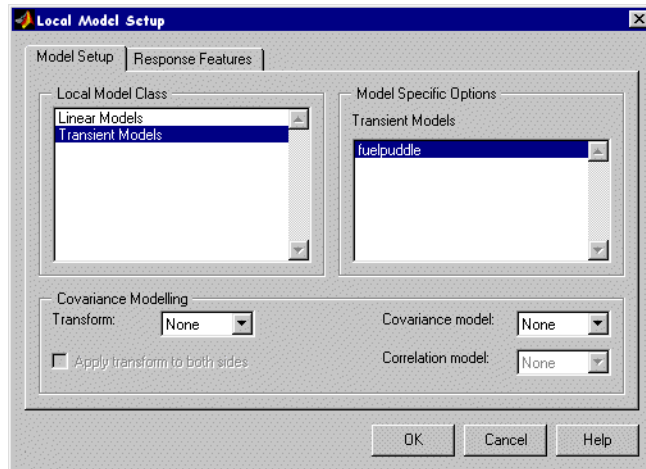 Local Model Setup
Model Setup
Response Features
Local Model Class
Linear Models
Transient Models
Model Specific Options
Transient Models
fuelpuddle
Covariance Modelling
Transform:
None
Covariance model:
None
Apply transform to both sides
Correlation model:
None
OK
Cancel
Help